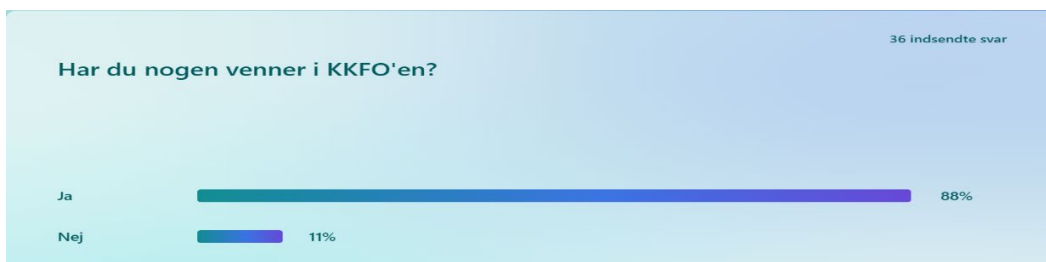 36 indsendte svar
Har du nogen venner i KKFO'en?
Ja 88%
Nej 11%